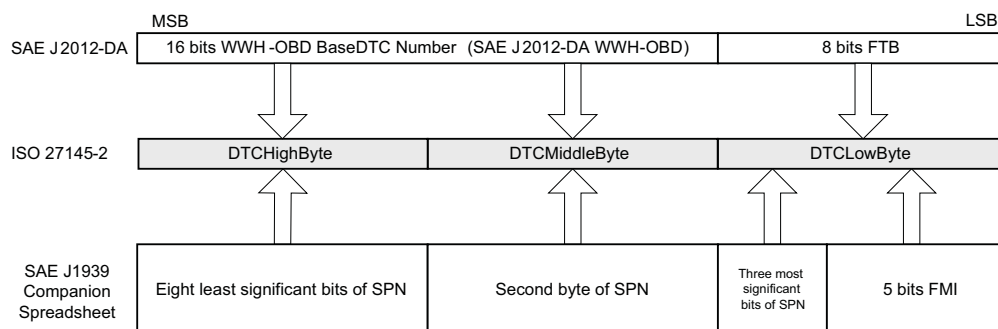 MSB
LSB
SAE J2012-DA
16 bits WWH-OBD BaseDTC Number (SAE J2012-DA WWH-OBD)
8 bits FTB
ISO 27145-2
DTCHighByte
DTCMiddleByte
DTCLowByte
SAE J1939
Companion
Spreadsheet
Eight least significant bits of SPN
Second byte of SPN
Three most
significant
bits of SPN
5 bits FMI